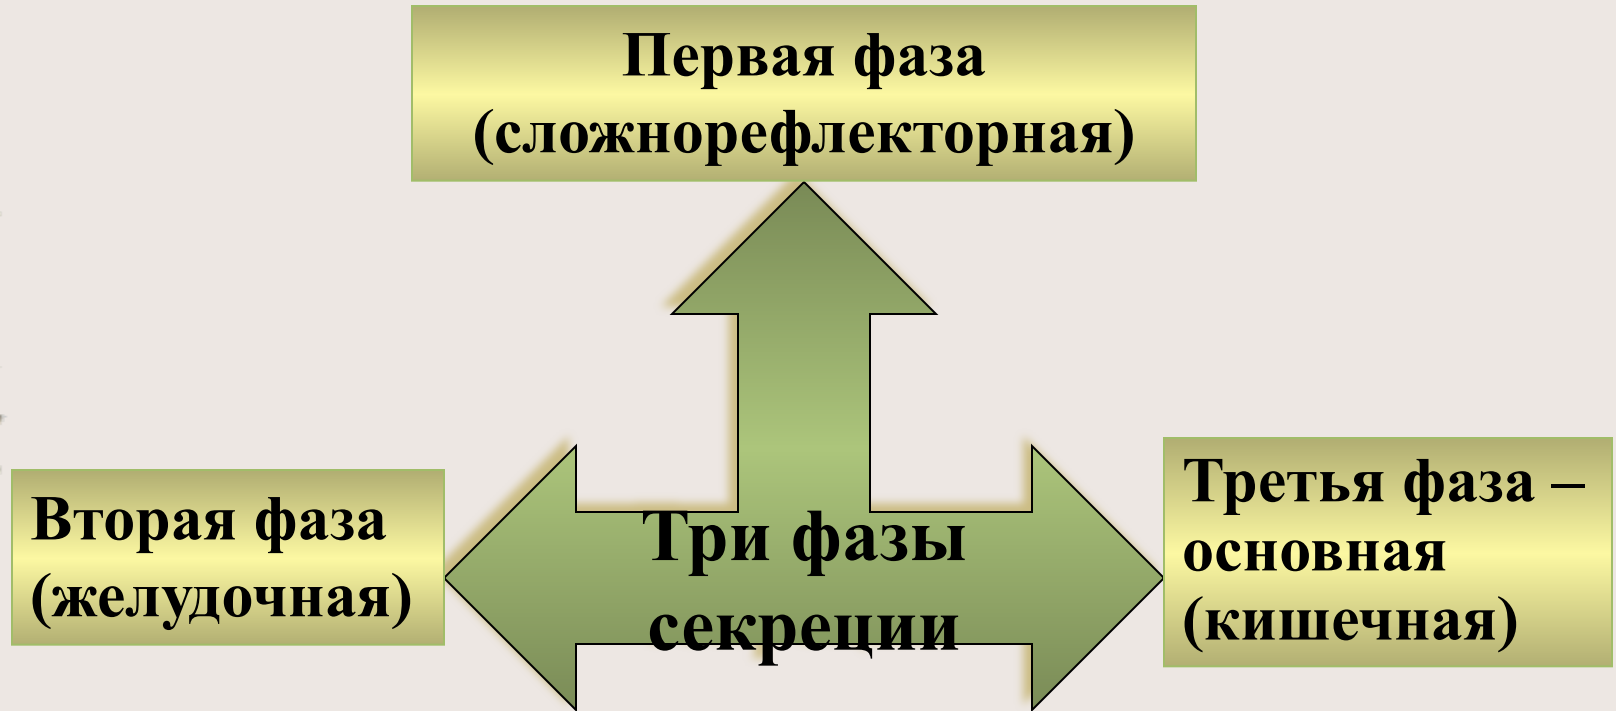 Первая фаза
(сложнорефлекторная)
Вторая фаза
(желудочная)
Три фазы
секреции
Третья фаза –
основная
(кишечная)